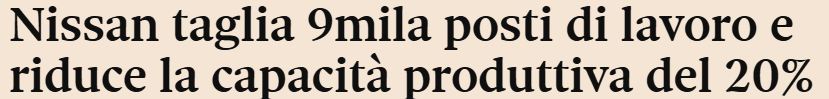 Nissan taglia 9mila posti di lavoro e
riduce la capacità produttiva del 20%